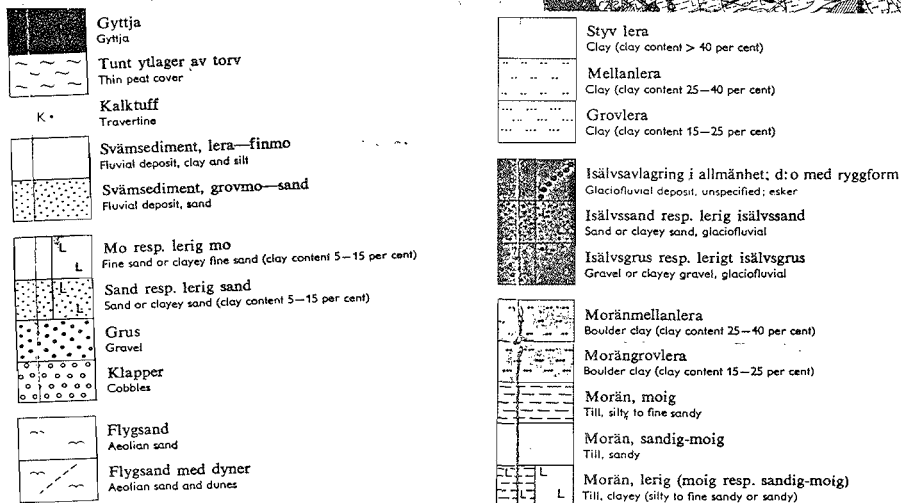 Gyttja
Gyttja
Tunt ytlager av torv
Thin peat cover
K
Kalktuff
Travertine
Svämsediment, lera—finmo
Fluvial deposit, clay and silt
Svämsediment, grovmo—sand
Fluvial deposit, sand
L
L
Mo resp. lerig mo
Fine sand or clayey fine sand (clay content 5—15 per cent)
L
L
Sand resp. lerig sand
Sand or clayey sand (clay content 5—15 per cent)
Grus
Gravel
Klapper
Cobbles
Flygsand
Aeolian sand
Flygsand med dyner
Aeolian sand and dunes
Styv lera
Clay (clay content > 40 per cent)
Mellanlera
Clay (clay content 25—40 per cent)
Grovlera
Clay (clay content 15—25 per cent)
Isälvsavlagring i allmänhet; d:o med ryggform
Glaciofluvial deposit, unspecified; esker
L
Isälvssand resp. lerig isälvssand
Sand or clayey sand, glaciofluvial
L
Isälvsgrus resp. lerigt isälvsgrus
Gravel or clayey gravel, glaciofluvial
Moränmellanlera
Boulder clay (clay content 25—40 per cent)
Morängrovlera
Boulder clay (clay content 15—25 per cent)
Morän, moig
Till, silty to fine sandy
Morän, sandig-moig
Till, sandy
L
L
L
Morän, lerig (moig resp. sandig-moig)
Till, clayey (silty to fine sandy or sandy)